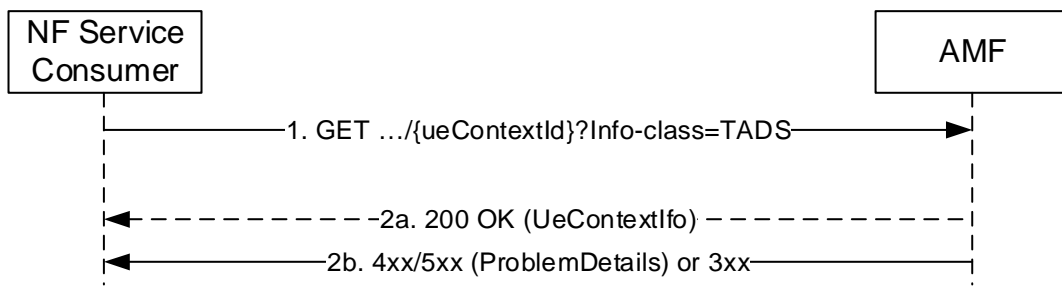 NF Service
Consumer
AMF
1. GET …/{ueContextId}?Info-class=TADS
2a. 200 OK (UeContextIfo)
2b. 4xx/5xx (ProblemDetails) or 3xx